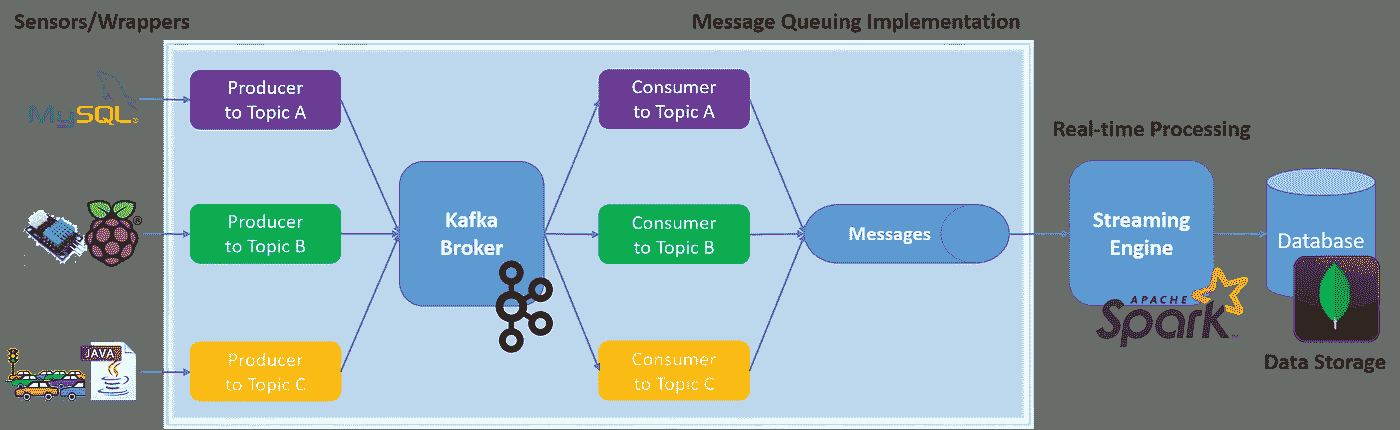 Sensors/Wrappers
Message Queuing Implementation
MySQL
Producer
to Topic A
Consumer
to Topic A
Real-time Processing
Producer
to Topic B
Kafka
Broker
Consumer
to Topic B
Messages
Streaming
Engine
Database
APACHE
Spark
JAVA
Producer
to Topic C
Consumer
to Topic C
Data Storage